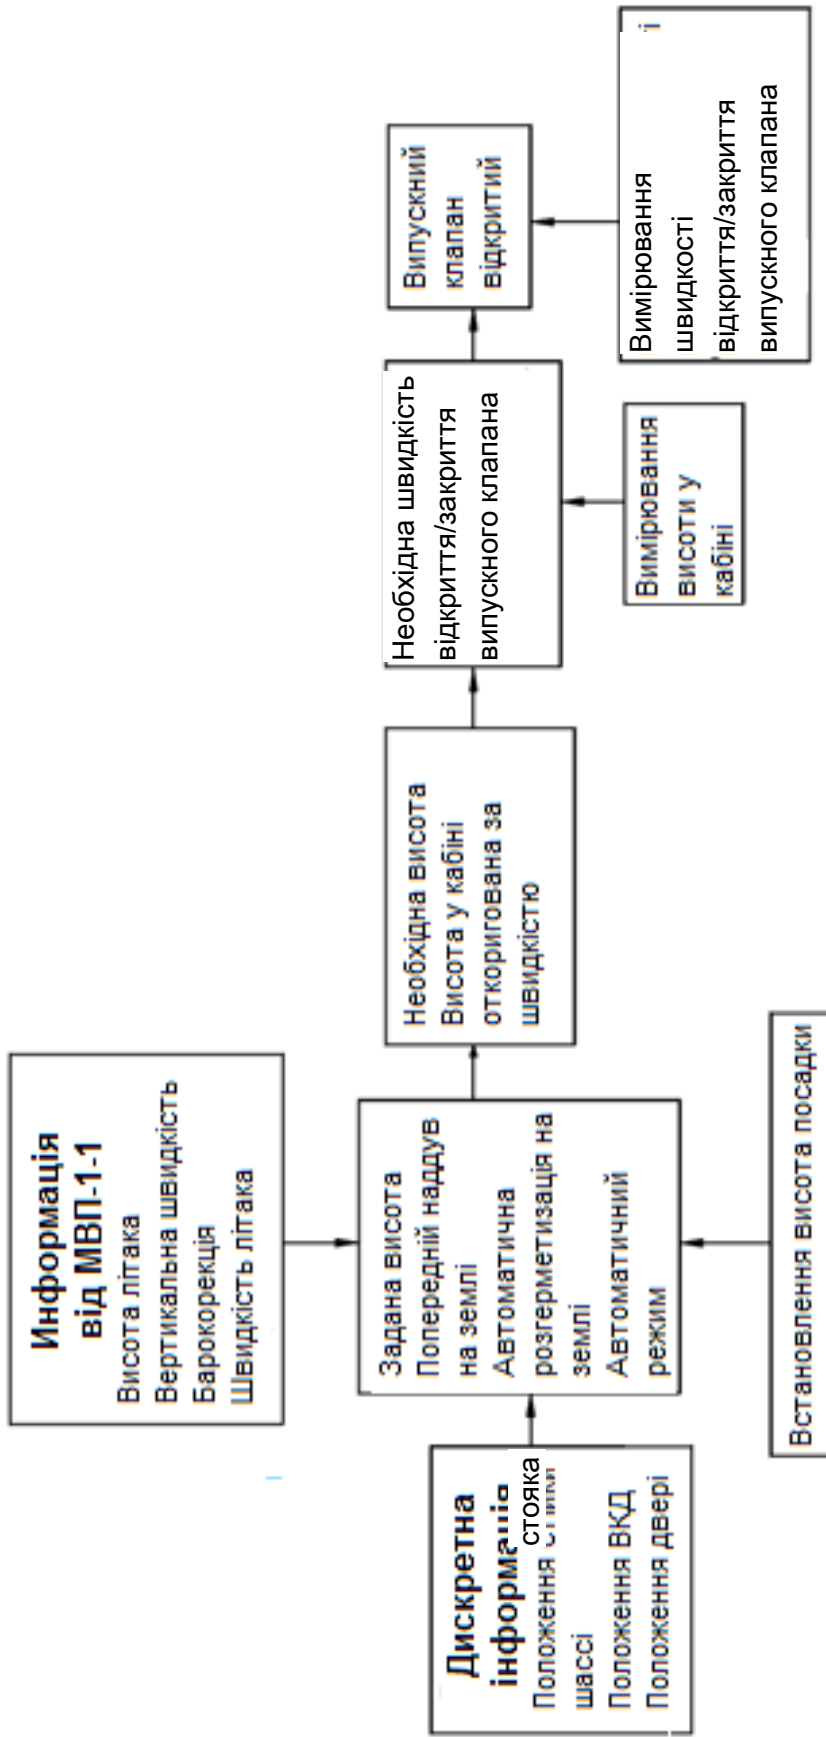 Информація
від МВП-1-1
Висота літака
Вертикальна швидкість
Барокорекція
Швидкість літака
Дискретна
інформація
стояка
Положення
шассі
Положення ВКД
Положення двері
Задана висота
Попередній наддув
на землі
Автоматична
розгерметизація на
землі
Автоматичний
режим
Встановлення висота посадки
Необхідна висота
Висота у кабіні
откоригована за
швидкістю
Необхідна швидкість
відкриття/закриття
випускного клапана
Вимірювання
висоти у
кабіні
Випускний
клапан
відкритий
і
Вимірювання
швидкості
відкриття/закриття
випускного клапана